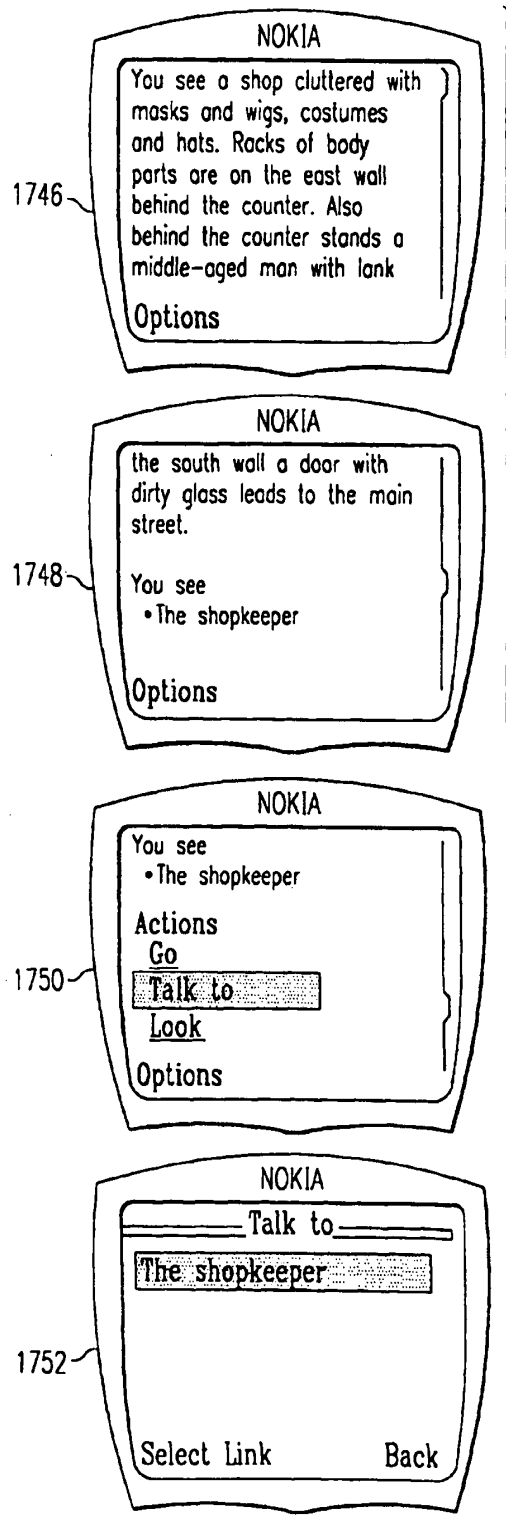 NOKIA
You see a shop cluttered with
masks and wigs, costumes
and hats. Racks of body
parts are on the east wall
behind the counter. Also
behind the counter stands a
middle-aged man with lank
Options
1746
NOKIA
the south wall a door with
dirty glass leads to the main
street.
You see
•The shopkeeper
Options
1748
NOKIA
You see
•The shopkeeper
Actions
Go
Talk to
Look
Options
1750
NOKIA
Talk to
The shopkeeper
Select Link Back
1752